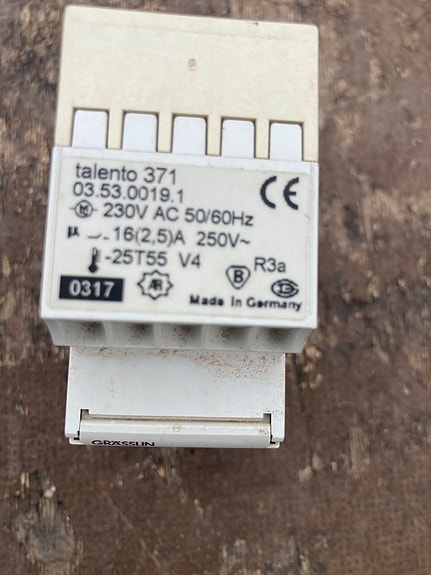 talento 371
03.53.0019.1
CE
M 230V AC 50/60Hz
µ 16(2,5)A 250V~
-25T55 V4
R3a
B
0317
Made in Germany
GRÄSSLIN